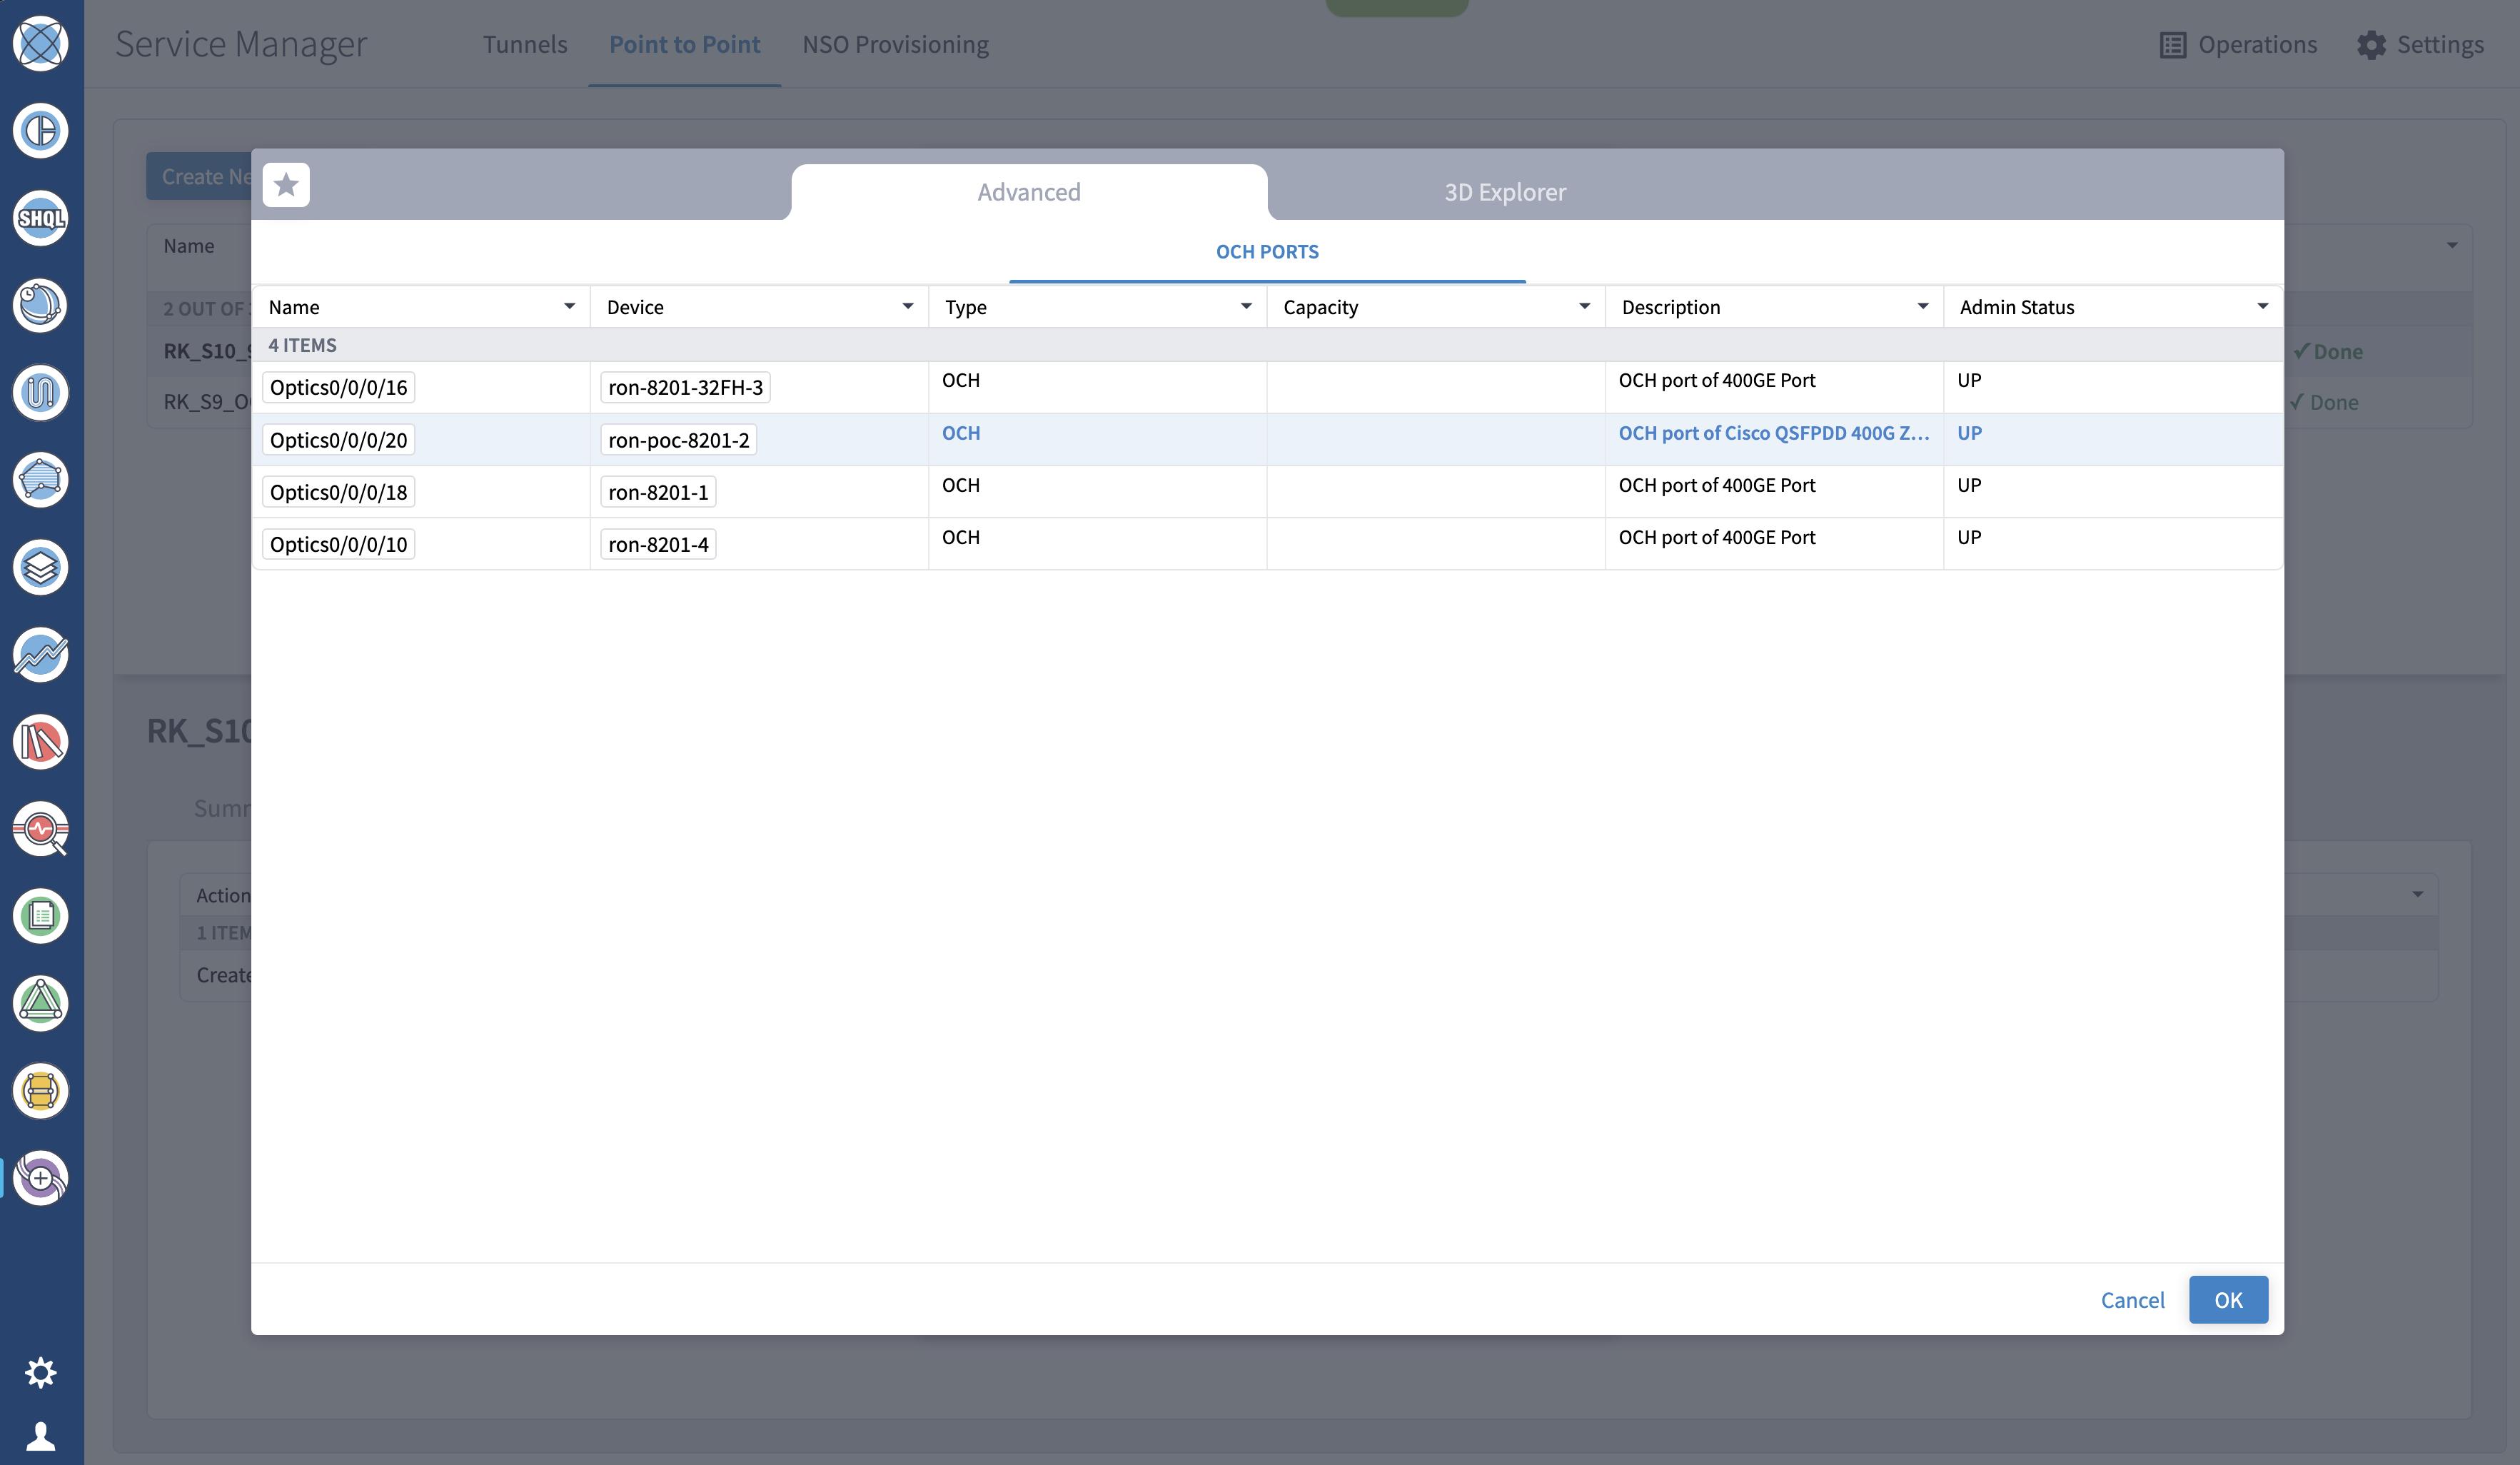 Service Manager
Tunnels
Point to Point
NSO Provisioning
Operations
Settings
SHQL
Create Ne
Advanced
3D Explorer
OCH PORTS
Name
2 OUT OF
RK_S10_
RK_S9_O
Name Device Type Capacity Description Admin Status
4 ITEMS
Optics0/0/0/16 ron-8201-32FH-3 OCH OCH port of 400GE Port UP
Optics0/0/0/20 ron-poc-8201-2 OCH OCH port of Cisco QSFPDD 400G Z... UP
Optics0/0/0/18 ron-8201-1 OCH OCH port of 400GE Port UP
Optics0/0/0/10 ron-8201-4 OCH OCH port of 400GE Port UP
✓ Done
✓ Done
RK_S10
Summ
Action
1 ITEM
Create
Cancel
OK